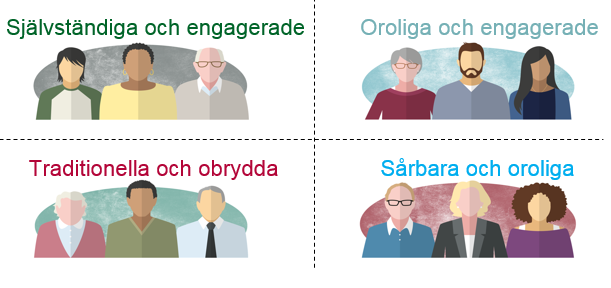 Självständiga och engagerade
Oroliga och engagerade
Traditionella och obrydda
Sårbara och oroliga